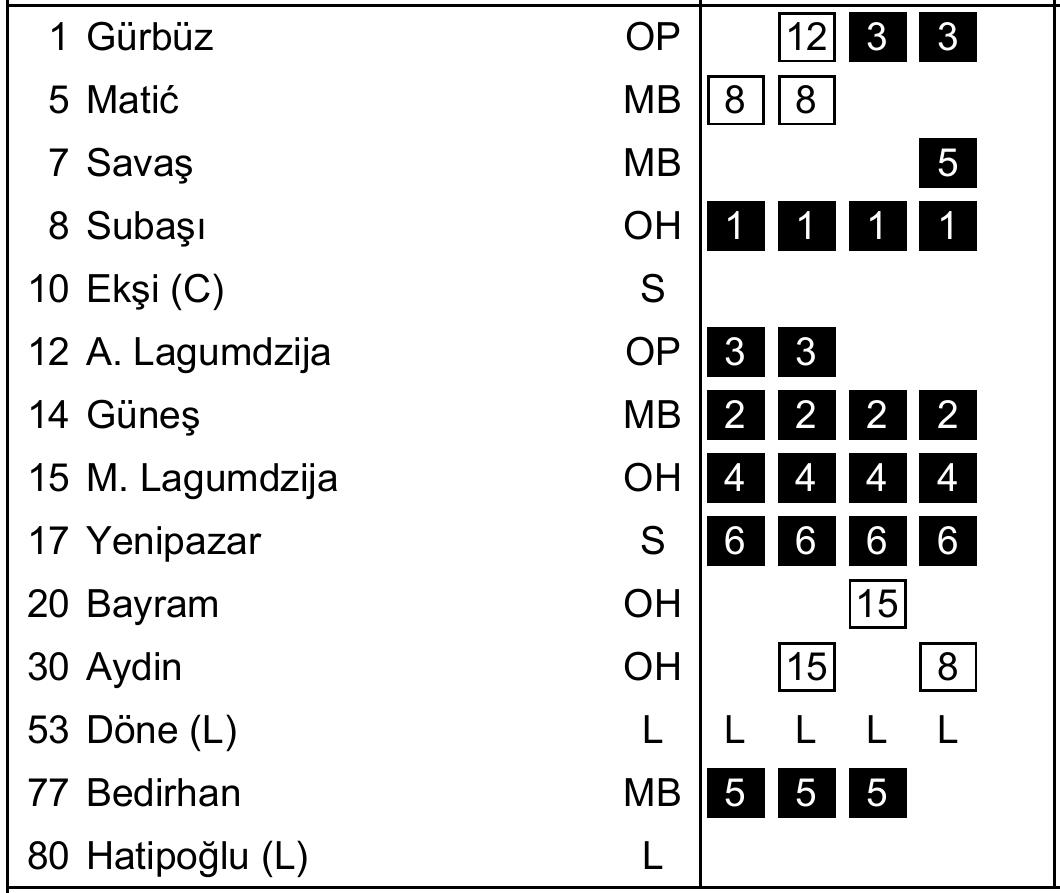 1 Gürbüz OP 12 3 3
5 Matić MB 8 8
7 Savaş MB 5
8 Subaşı OH 1 1 1 1
10 Ekşi (C) S
12 A. Lagumdzija OP 3 3
14 Güneş MB 2 2 2 2
15 M. Lagumdzija OH 4 4 4 4
17 Yenipazar S 6 6 6 6
20 Bayram OH 15
30 Aydin OH 15 8
53 Döne (L) L L L L L
77 Bedirhan MB 5 5 5
80 Hatipoğlu (L) L